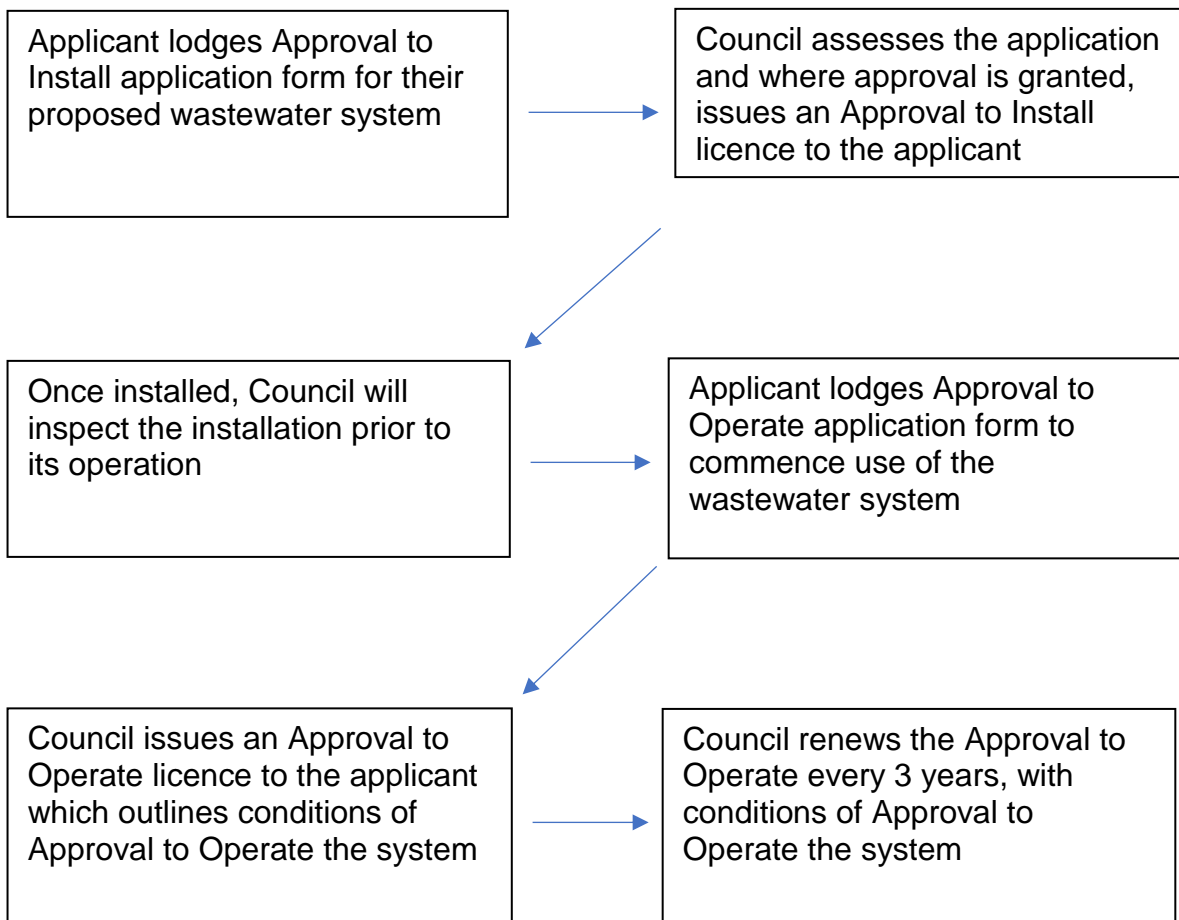 Applicant lodges Approval to
Install application form for their
proposed wastewater system
Council assesses the application
and where approval is granted,
issues an Approval to Install
licence to the applicant
Once installed, Council will
inspect the installation prior to
its operation
Applicant lodges Approval to
Operate application form to
commence use of the
wastewater system
Council issues an Approval to
Operate licence to the applicant
which outlines conditions of
Approval to Operate the system
Council renews the Approval to
Operate every 3 years, with
conditions of Approval to
Operate the system